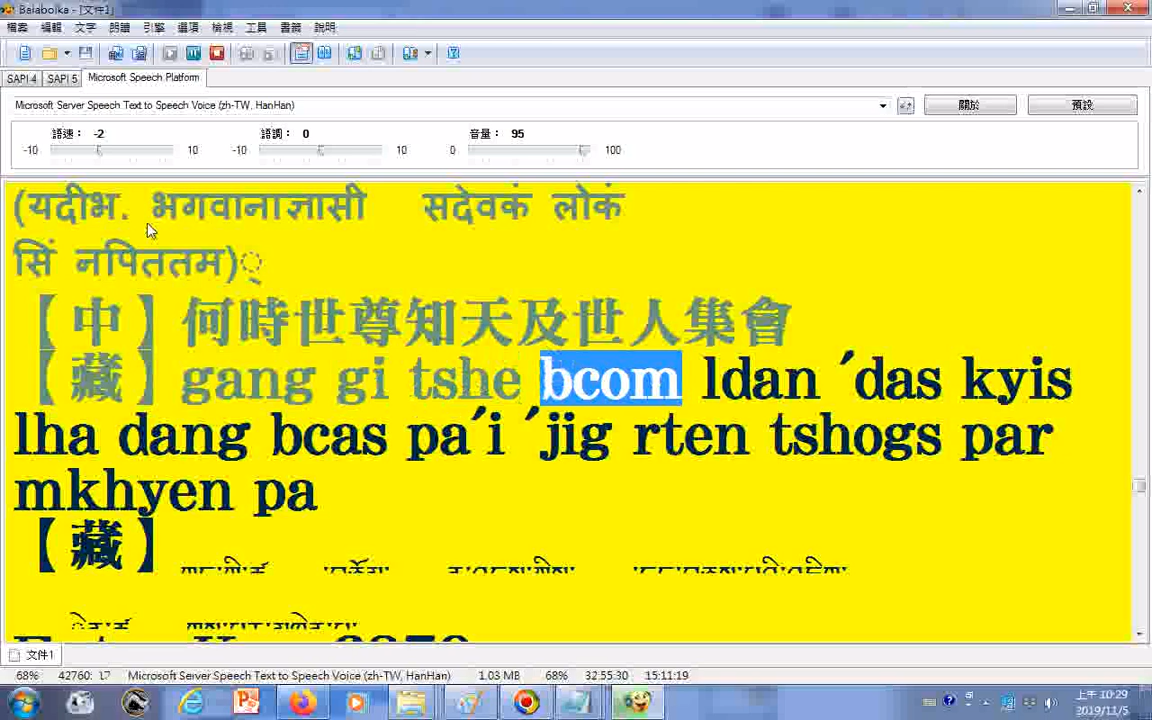 Balabolka - [文件1]
檔案 編輯 文字 朗讀 引擎 選項 檢視 工具 書籤 說明
SAPI 4 SAPI 5 Microsoft Speech Platform
Microsoft Server Speech Text to Speech Voice (zh-TW, HanHan) 關於 預設
語速： -2 語調： 0 音量： 95
-10 10 -10 10 0 100
(यदीभ. भगवानाज्ञासी सदेवकं लोकं
सिं नपिततम)्
【中】何時世尊知天及世人集會
【藏】gang gi tshe bcom ldan ´das kyis
lha dang bcas pa´i ´jig rten tshogs par
mkhyen pa
【藏】
文件1
68% 42760: 17 Microsoft Server Speech Text to Speech Voice (zh-TW, HanHan) 1.03 MB 68% 32:55:30 15:11:19
上午 10:29
2019/11/5